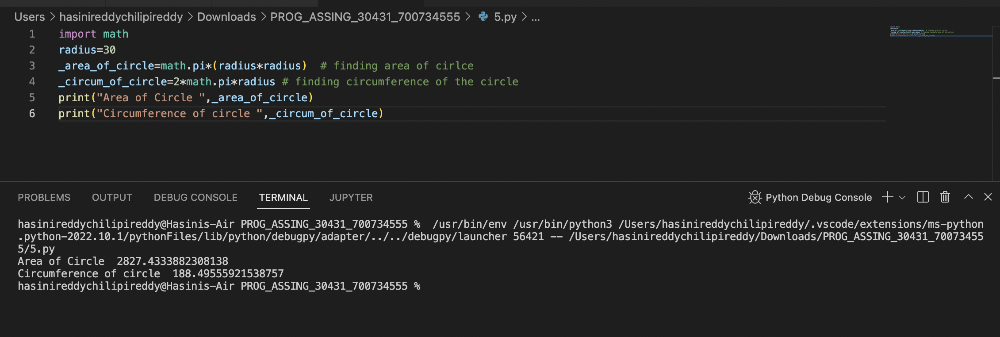 Users > hasinireddychilipireddy > Downloads > PROG_ASSING_30431_700734555 > 5.py > ...
1 import math
2 radius=30
3 _area_of_circle=math.pi*(radius*radius)  # finding area of cirlce
4 _circum_of_circle=2*math.pi*radius # finding circumference of the circle
5 print("Area of Circle ",_area_of_circle)
6 print("Circumference of circle ",_circum_of_circle)
PROBLEMS OUTPUT DEBUG CONSOLE TERMINAL JUPYTER Python Debug Console
hasinireddychilipireddy@Hasinis-Air PROG_ASSING_30431_700734555 %  /usr/bin/env /usr/bin/python3 /Users/hasinireddychilipireddy/.vscode/extensions/ms-python
.python-2022.10.1/pythonFiles/lib/python/debugpy/adapter/../../debugpy/launcher 56421 -- /Users/hasinireddychilipireddy/Downloads/PROG_ASSING_30431_70073455
5/5.py
Area of Circle  2827.4333882308138
Circumference of circle  188.49555921538757
hasinireddychilipireddy@Hasinis-Air PROG_ASSING_30431_700734555 %